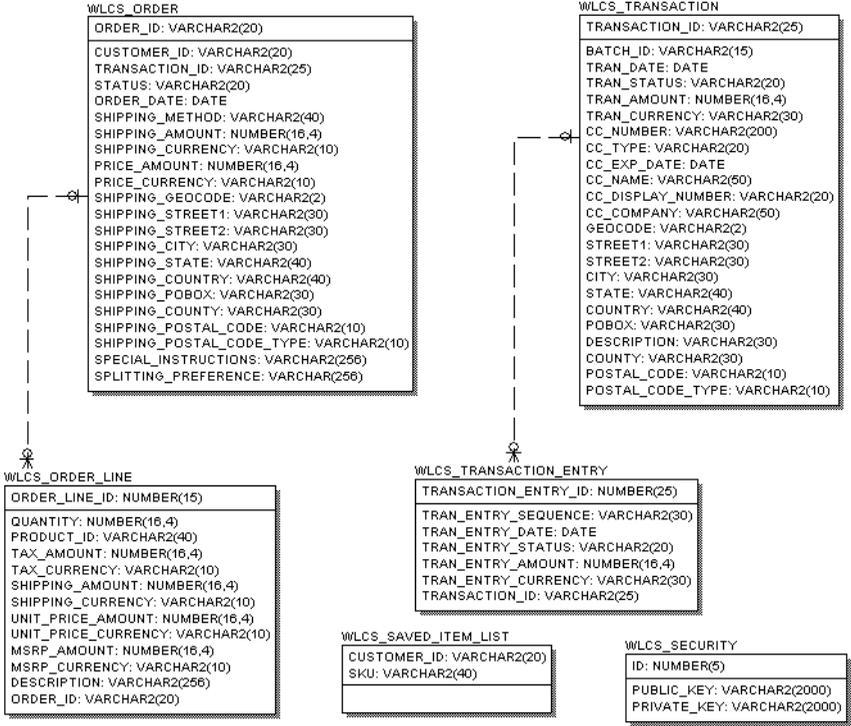 WLCS_ORDER
ORDER_ID: VARCHAR2(20)
CUSTOMER_ID: VARCHAR2(20)
TRANSACTION_ID: VARCHAR2(25)
STATUS: VARCHAR2(20)
ORDER_DATE: DATE
SHIPPING_METHOD: VARCHAR2(40)
SHIPPING_AMOUNT: NUMBER(16,4)
SHIPPING_CURRENCY: VARCHAR2(10)
PRICE_AMOUNT: NUMBER(16,4)
PRICE_CURRENCY: VARCHAR2(10)
SHIPPING_GEOCODE: VARCHAR2(2)
SHIPPING_STREET1: VARCHAR2(30)
SHIPPING_STREET2: VARCHAR2(30)
SHIPPING_CITY: VARCHAR2(30)
SHIPPING_STATE: VARCHAR2(40)
SHIPPING_COUNTRY: VARCHAR2(40)
SHIPPING_POBOX: VARCHAR2(30)
SHIPPING_COUNTY: VARCHAR2(30)
SHIPPING_POSTAL_CODE: VARCHAR2(10)
SHIPPING_POSTAL_CODE_TYPE: VARCHAR2(10)
SPECIAL_INSTRUCTIONS: VARCHAR2(256)
SPLITTING_PREFERENCE: VARCHAR(256)
WLCS_TRANSACTION
TRANSACTION_ID: VARCHAR2(25)
BATCH_ID: VARCHAR2(15)
TRAN_DATE: DATE
TRAN_STATUS: VARCHAR2(20)
TRAN_AMOUNT: NUMBER(16,4)
TRAN_CURRENCY: VARCHAR2(30)
CC_NUMBER: VARCHAR2(200)
CC_TYPE: VARCHAR2(20)
CC_EXP_DATE: DATE
CC_NAME: VARCHAR2(50)
CC_DISPLAY_NUMBER: VARCHAR2(20)
CC_COMPANY: VARCHAR2(50)
GEOCODE: VARCHAR2(2)
STREET1: VARCHAR2(30)
STREET2: VARCHAR2(30)
CITY: VARCHAR2(30)
STATE: VARCHAR2(40)
COUNTRY: VARCHAR2(40)
POBOX: VARCHAR2(30)
DESCRIPTION: VARCHAR2(30)
COUNTY: VARCHAR2(30)
POSTAL_CODE: VARCHAR2(10)
POSTAL_CODE_TYPE: VARCHAR2(10)
WLCS_ORDER_LINE
ORDER_LINE_ID: NUMBER(15)
QUANTITY: NUMBER(16,4)
PRODUCT_ID: VARCHAR2(40)
TAX_AMOUNT: NUMBER(16,4)
TAX_CURRENCY: VARCHAR2(10)
SHIPPING_AMOUNT: NUMBER(16,4)
SHIPPING_CURRENCY: VARCHAR2(10)
UNIT_PRICE_AMOUNT: NUMBER(16,4)
UNIT_PRICE_CURRENCY: VARCHAR2(10)
MSRP_AMOUNT: NUMBER(16,4)
MSRP_CURRENCY: VARCHAR2(10)
DESCRIPTION: VARCHAR2(256)
ORDER_ID: VARCHAR2(20)
WLCS_TRANSACTION_ENTRY
TRANSACTION_ENTRY_ID: NUMBER(25)
TRAN_ENTRY_SEQUENCE: VARCHAR2(30)
TRAN_ENTRY_DATE: DATE
TRAN_ENTRY_STATUS: VARCHAR2(20)
TRAN_ENTRY_AMOUNT: NUMBER(16,4)
TRAN_ENTRY_CURRENCY: VARCHAR2(30)
TRANSACTION_ID: VARCHAR2(25)
WLCS_SAVED_ITEM_LIST
CUSTOMER_ID: VARCHAR2(20)
SKU: VARCHAR2(40)
WLCS_SECURITY
ID: NUMBER(5)
PUBLIC_KEY: VARCHAR2(2000)
PRIVATE_KEY: VARCHAR2(2000)